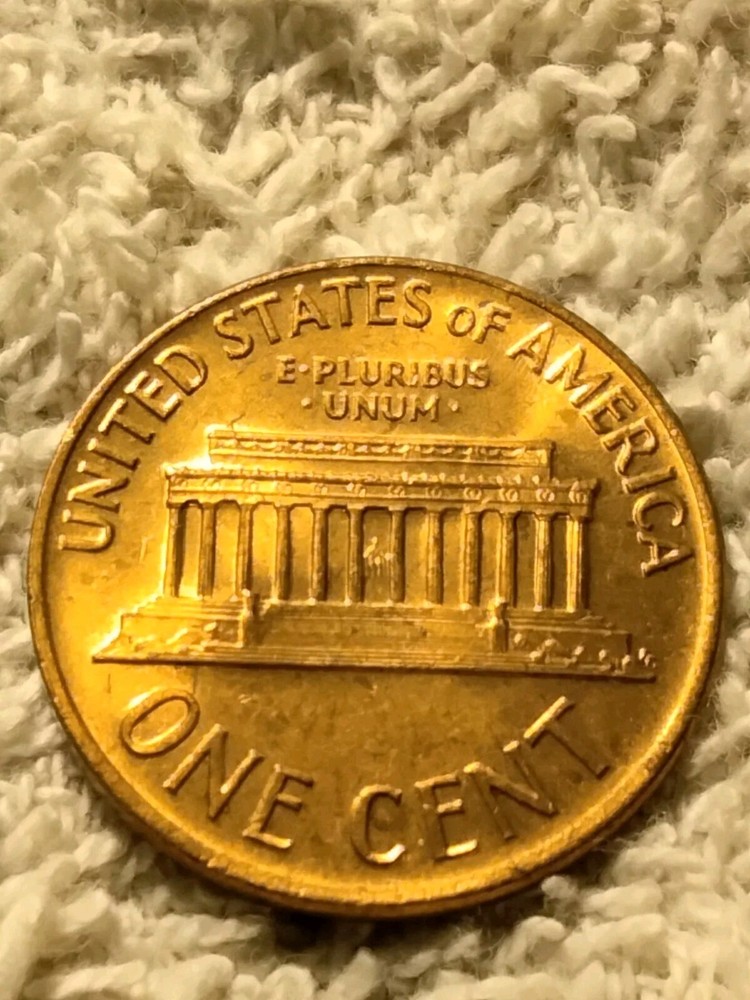 UNITED STATES OF AMERICA
E·PLURIBUS
·UNUM·
ONE CENT